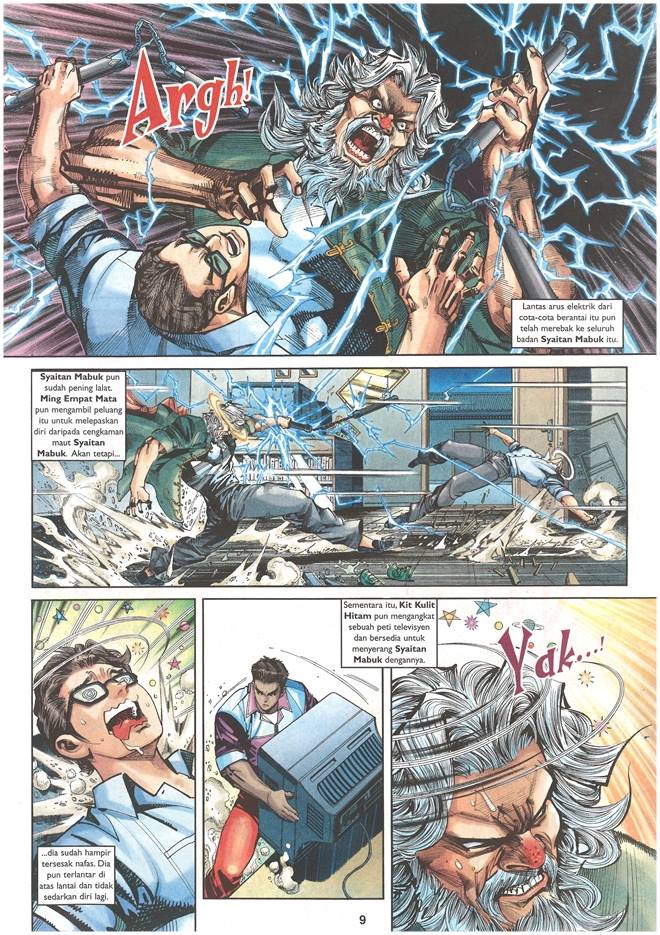 Argh!
Lantas arus elektrik dari
cota-cota berantai itu pun
telah merebak ke seluruh
badan Syaitan Mabuk itu.
Syaitan Mabuk pun
sudah pening lalat.
Ming Empat Mata
pun mengambil peluang
itu untuk melepaskan
diri daripada cengkaman
maut Syaitan
Mabuk. Akan tetapi...
...dia sudah hampir
tersesak nafas. Dia
pun terlantar di
atas lantai dan tidak
sedarkan diri lagi.
Sementara itu, Kit Kulit
Hitam pun mengangkat
sebuah peti televisyen
dan bersedia untuk
menyerang Syaitan
Mabuk dengannya.
Yak...!
9